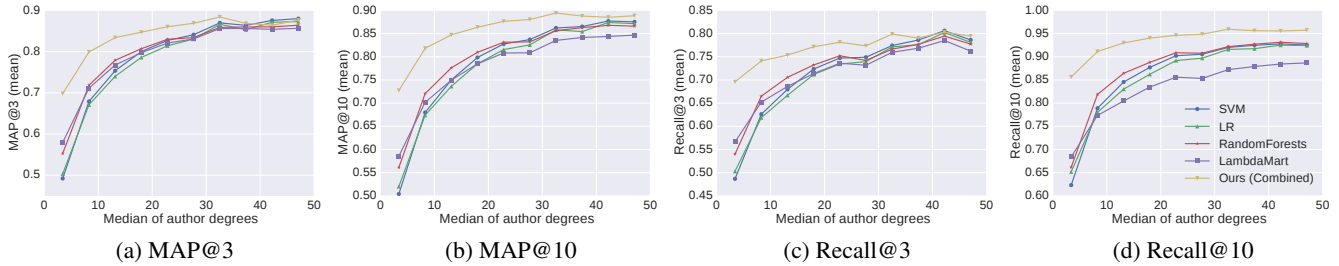 MAP@3 (mean)
0.9
0.8
0.7
0.6
0.5
0 10 20 30 40 50
Median of author degrees
(a) MAP@3
MAP@10 (mean)
0.90
0.85
0.80
0.75
0.70
0.65
0.60
0.55
0.50
0 10 20 30 40 50
Median of author degrees
(b) MAP@10
Recall@3 (mean)
0.85
0.80
0.75
0.70
0.65
0.60
0.55
0.50
0.45
0 10 20 30 40 50
Median of author degrees
(c) Recall@3
Recall@10 (mean)
1.00
0.95
0.90
0.85
0.80
0.75
0.70
0.65
0.60
SVM
LR
RandomForests
LambdaMart
Ours (Combined)
0 10 20 30 40 50
Median of author degrees
(d) Recall@10